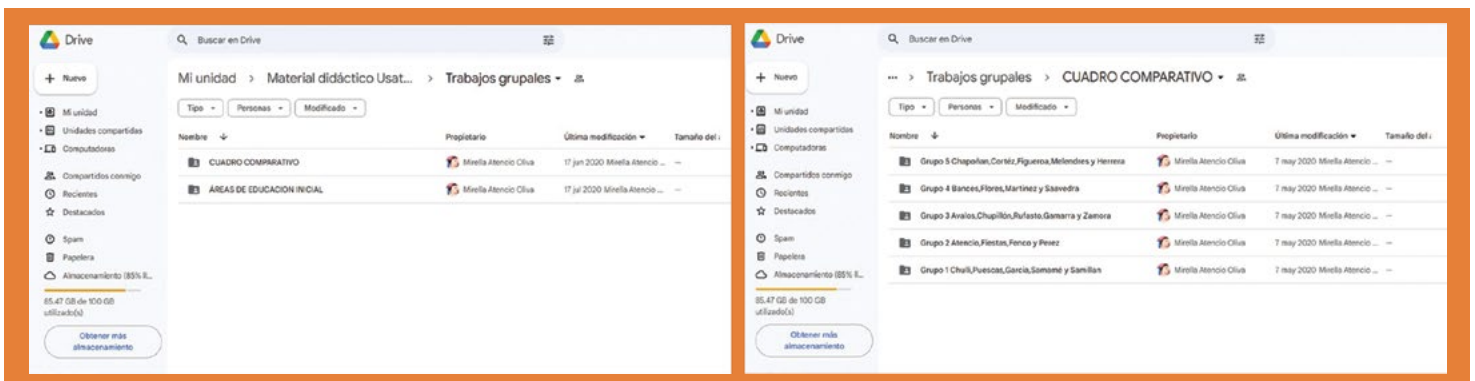 Drive
Buscar en Drive
+ Nuevo
Mi unidad > Material didáctico Usat... > Trabajos grupales
Tipo Personas Modificado
Mi unidad
Unidades compartidas
Computadoras
Compartidos conmigo
Recientes
Destacados
Spam
Papelera
Almacenamiento (85% ll...
85.47 GB de 100 GB
utilizado(s)
Obtener más
almacenamiento
Nombre Propietario Última modificación Tamaño del
CUADRO COMPARATIVO Mirella Atencio Oliva 17 jun 2020 Mirella Atencio ... —
ÁREAS DE EDUCACION INICIAL Mirella Atencio Oliva 17 jul 2020 Mirella Atencio ... —
Drive
Buscar en Drive
+ Nuevo
... > Trabajos grupales > CUADRO COMPARATIVO
Tipo Personas Modificado
Mi unidad
Unidades compartidas
Computadoras
Compartidos conmigo
Recientes
Destacados
Spam
Papelera
Almacenamiento (85% ll...
85.47 GB de 100 GB
utilizado(s)
Obtener más
almacenamiento
Nombre Propietario Última modificación Tamaño del
Grupo 5 Chapoñan,Cortéz,Figueroa,Melendres y Herrera Mirella Atencio Oliva 7 may 2020 Mirella Atencio ... —
Grupo 4 Bances,Flores,Martinez y Saavedra Mirella Atencio Oliva 7 may 2020 Mirella Atencio ... —
Grupo 3 Avalos,Chupillón,Rufasto,Gamarra y Zamora Mirella Atencio Oliva 7 may 2020 Mirella Atencio ... —
Grupo 2 Atencio,Fiestas,Fenco y Perez Mirella Atencio Oliva 7 may 2020 Mirella Atencio ... —
Grupo 1 Chulli,Puescas,Garcia,Samamé y Samillan Mirella Atencio Oliva 7 may 2020 Mirella Atencio ... —